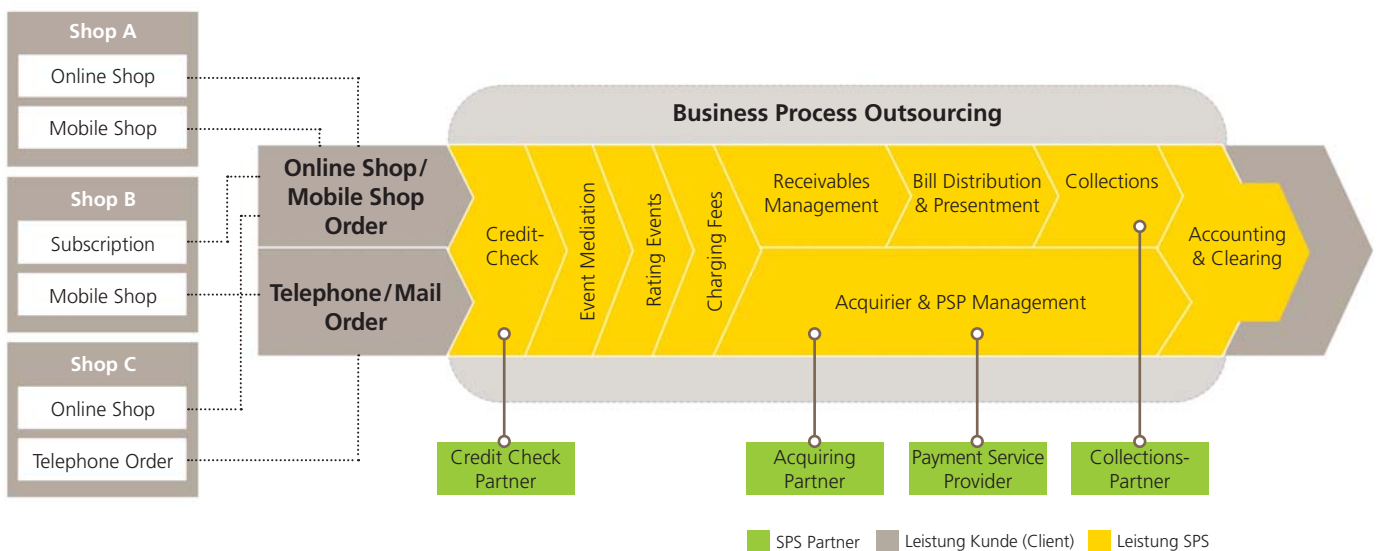 Shop A
Online Shop
Mobile Shop
Shop B
Subscription
Mobile Shop
Shop C
Online Shop
Telephone Order
Business Process Outsourcing
Online Shop/
Mobile Shop
Order
Telephone/Mail
Order
Credit-
Check
Event Mediation
Rating Events
Charging Fees
Receivables
Management
Bill Distribution
& Presentment
Collections
Acquirier & PSP Management
Accounting
& Clearing
Credit Check
Partner
Acquiring
Partner
Payment Service
Provider
Collections-
Partner
SPS Partner
Leistung Kunde (Client)
Leistung SPS